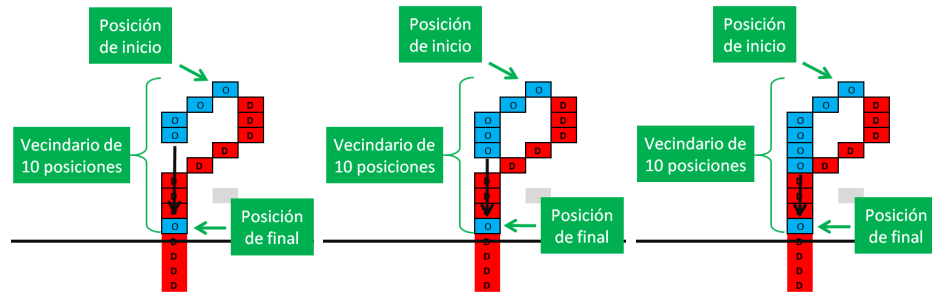 Posición
de inicio
O
O D
O D
O D
D
D
Vecindario de
10 posiciones
O
Posición
de final
D
D
D
D
Posición
de inicio
O
O D
O D
O D
O D
D
Vecindario de
10 posiciones
O
Posición
de final
D
D
D
D
Posición
de inicio
O
O D
O D
O D
O D
O D
Vecindario de
10 posiciones
O
Posición
de final
D
D
D
D